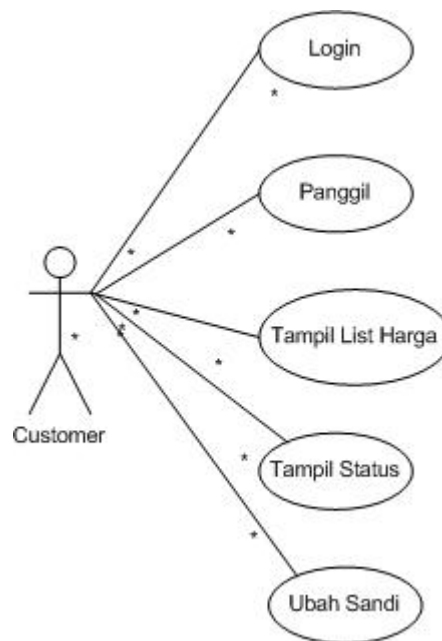 Login
*
Panggil
*
*
*
*
*
*
Tampil List Harga
*
Customer
Tampil Status
*
*
Ubah Sandi